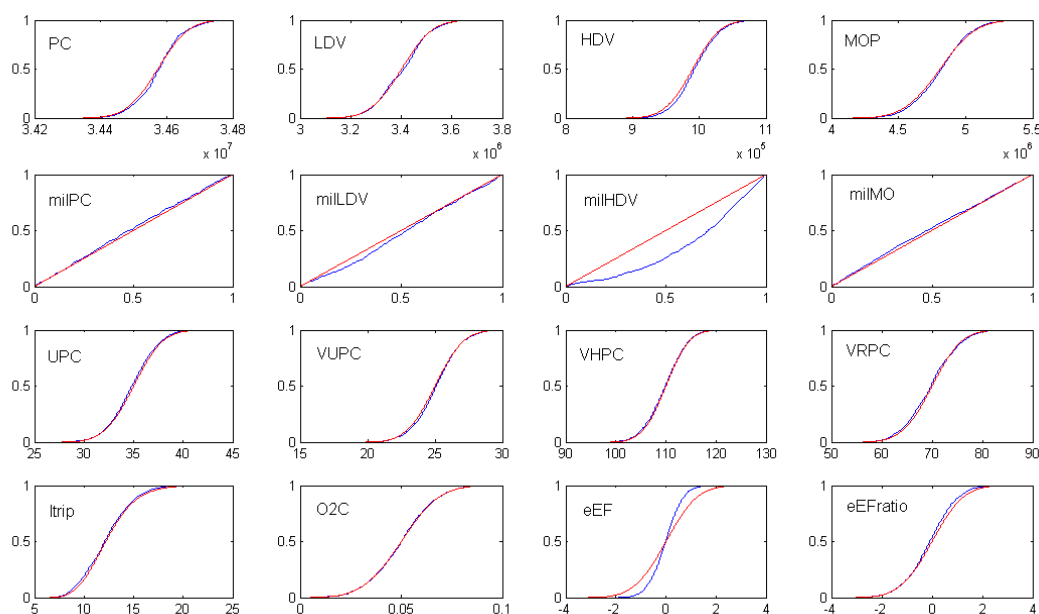 1 1 1 1
PC LDV HDV MOP
0.5 0.5 0.5 0.5
0 0 0 0
3.42 3.44 3.46 3.48 3 3.2 3.4 3.6 3.8 8 9 10 11 4 4.5 5 5.5
x 10^7 x 10^6 x 10^5 x 10^6
1 1 1 1
milPC milLDV milHDV milMO
0.5 0.5 0.5 0.5
0 0 0 0
0 0.5 1 0 0.5 1 0 0.5 1 0 0.5 1
1 1 1 1
UPC VUPC VHPC VRPC
0.5 0.5 0.5 0.5
0 0 0 0
25 30 35 40 45 15 20 25 30 90 100 110 120 130 50 60 70 80 90
1 1 1 1
ltrip O2C eEF eEFratio
0.5 0.5 0.5 0.5
0 0 0 0
5 10 15 20 25 0 0.05 0.1 -4 -2 0 2 4 -4 -2 0 2 4